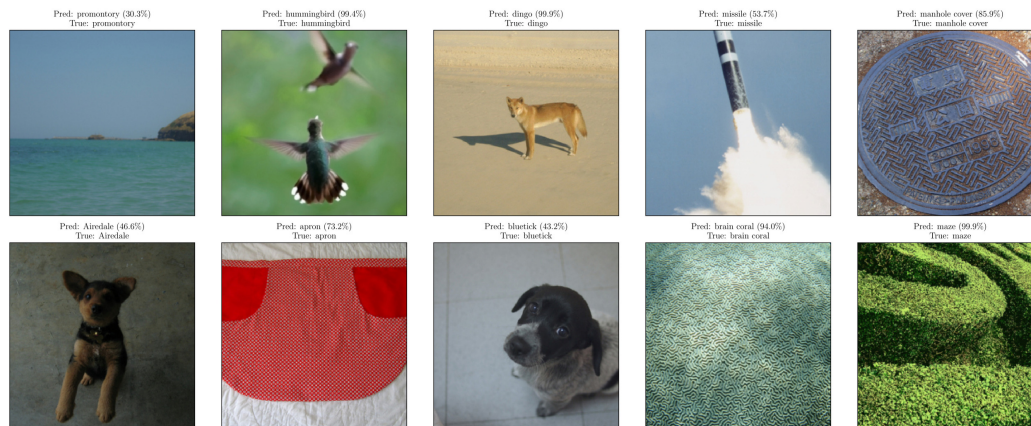 Pred: promontory (30.3%)
True: promontory
Pred: hummingbird (99.4%)
True: hummingbird
Pred: dingo (99.9%)
True: dingo
Pred: missile (53.7%)
True: missile
Pred: manhole cover (85.9%)
True: manhole cover
Pred: Airedale (46.6%)
True: Airedale
Pred: apron (73.2%)
True: apron
Pred: bluetick (43.2%)
True: bluetick
Pred: brain coral (94.0%)
True: brain coral
Pred: maze (99.9%)
True: maze